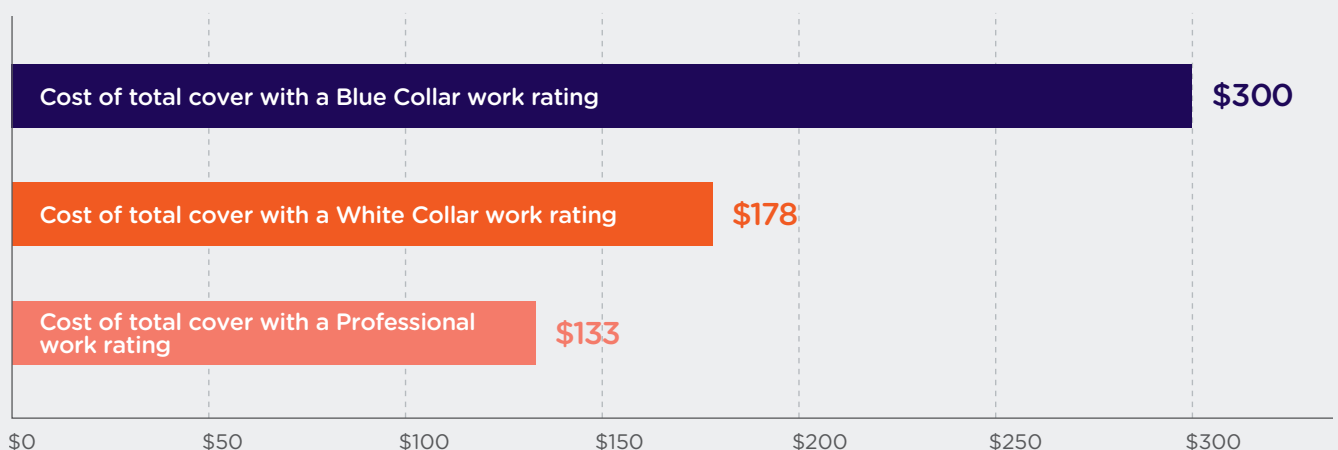 Cost of total cover with a Blue Collar work rating
$300
Cost of total cover with a White Collar work rating
$178
Cost of total cover with a Professional
work rating
$133
$0 $50 $100 $150 $200 $250 $300